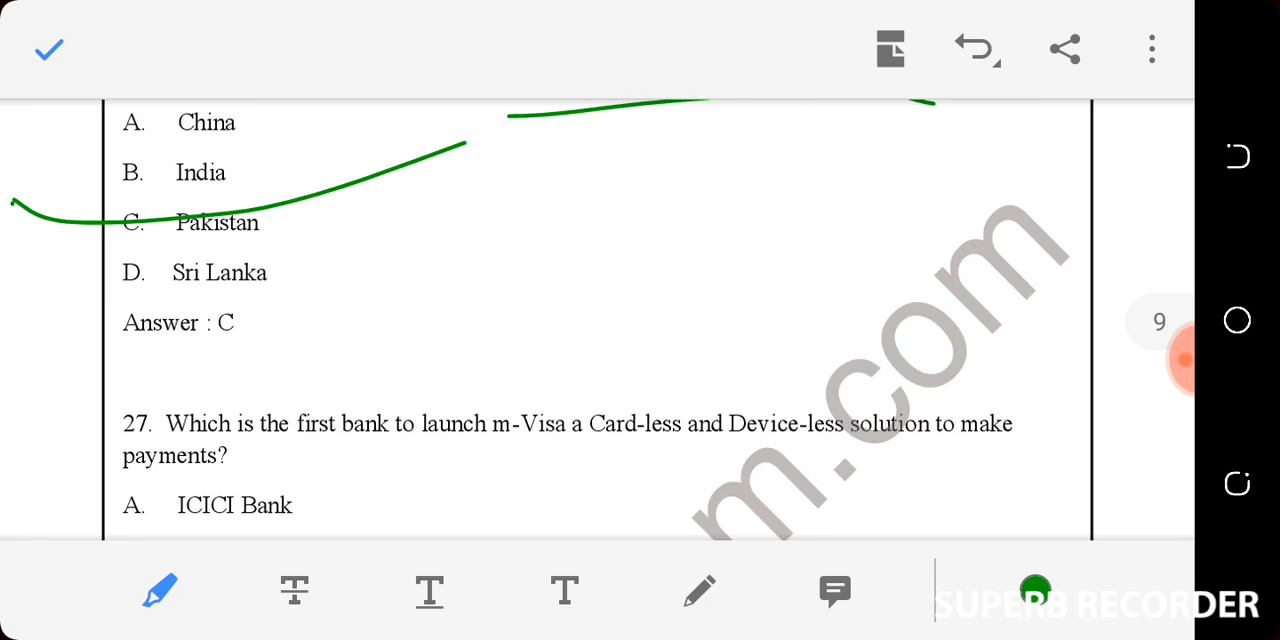 A. China
B. India
C. Pakistan
D. Sri Lanka
Answer : C
9
27. Which is the first bank to launch m-Visa a Card-less and Device-less solution to make
payments?
A. ICICI Bank
m.com
T T T
SUPERB RECORDER